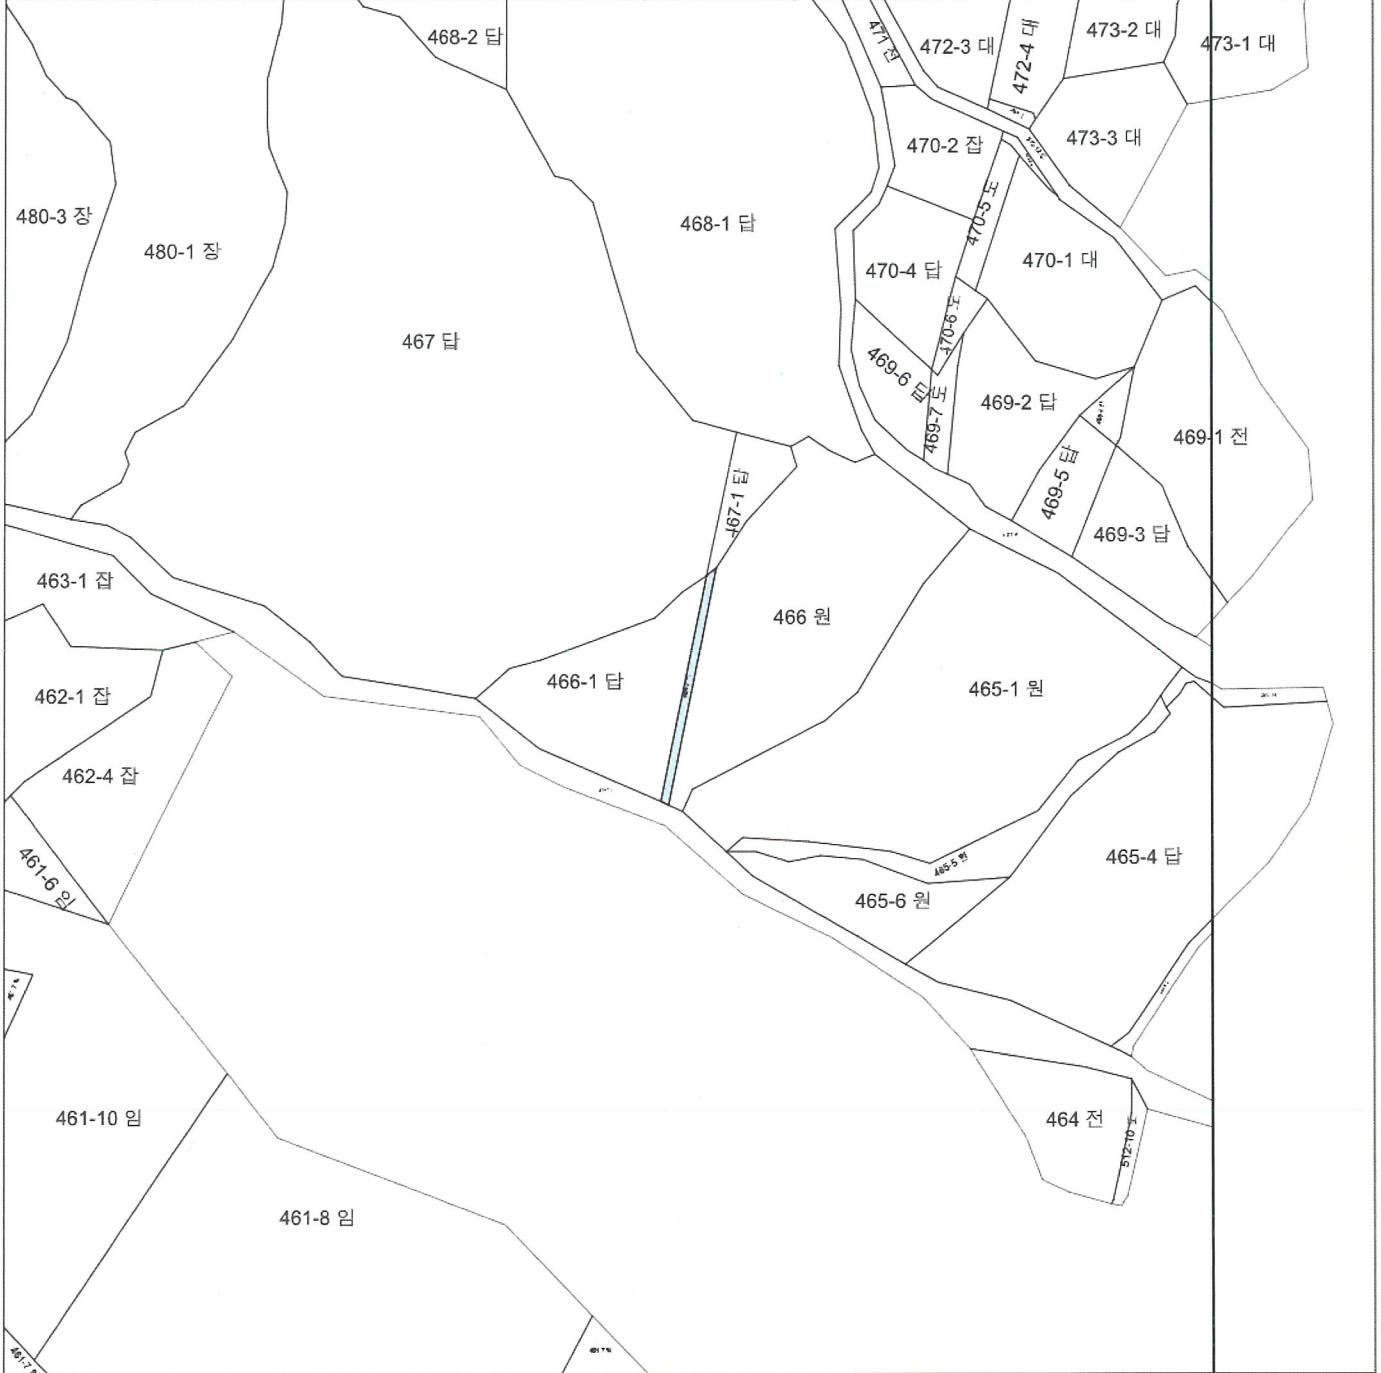 468-2 답
471 전
472-3 대
472-4 대
473-2 대
473-1 대
470-2 잡
473-3 대
480-3 장
480-1 장
468-1 답
470-5 도
470-4 답
470-1 대
467 답
470-6 도
469-6 답
469-7 도
469-2 답
469-1 전
467-1 답
469-5 답
469-3 답
463-1 잡
466 원
462-1 잡
466-1 답
465-1 원
462-4 잡
461-6 임
465-5 원
465-4 답
465-6 원
461-10 임
464 전
512-10 도
461-8 임